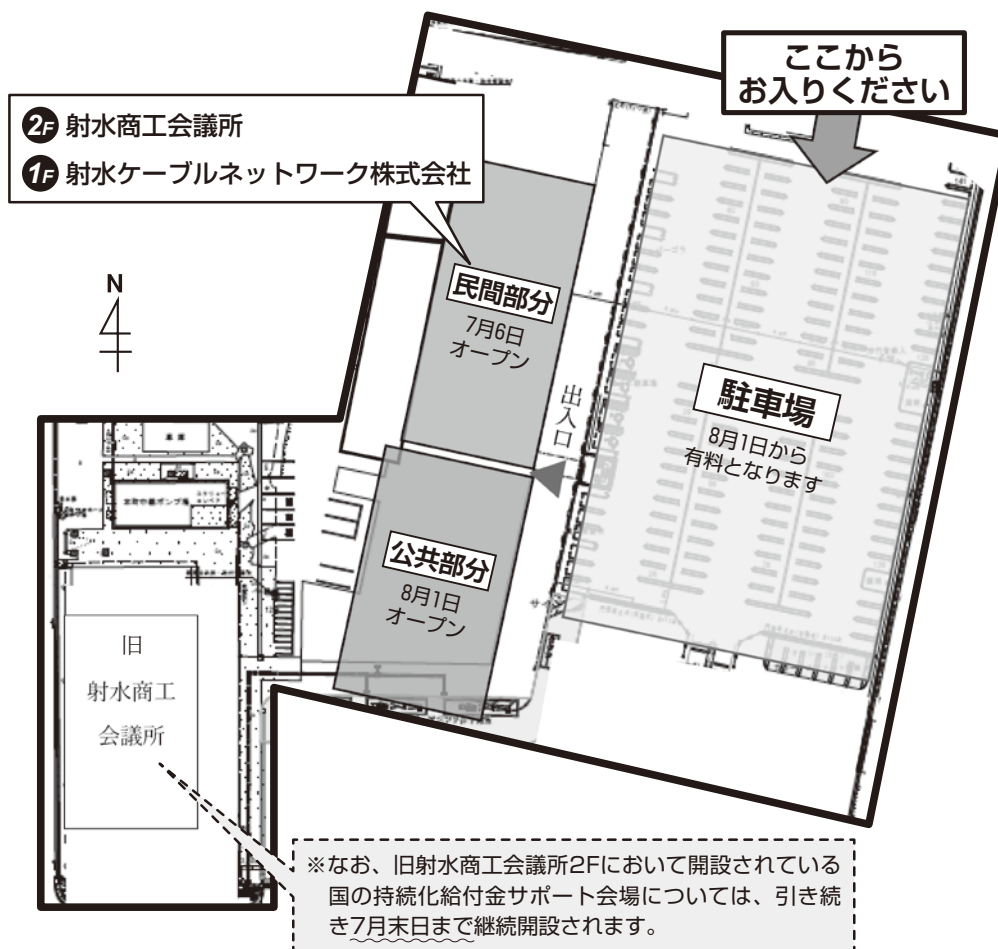 ここから
お入りください
2F 射水商工会議所
1F 射水ケーブルネットワーク株式会社
N
民間部分
7月6日
オープン
出入口
駐車場
8月1日から
有料となります
公共部分
8月1日
オープン
旧
射水商工
会議所
※なお、旧射水商工会議所2Fにおいて開設されている
国の持続化給付金サポート会場については、引き続
き7月末日まで継続開設されます。